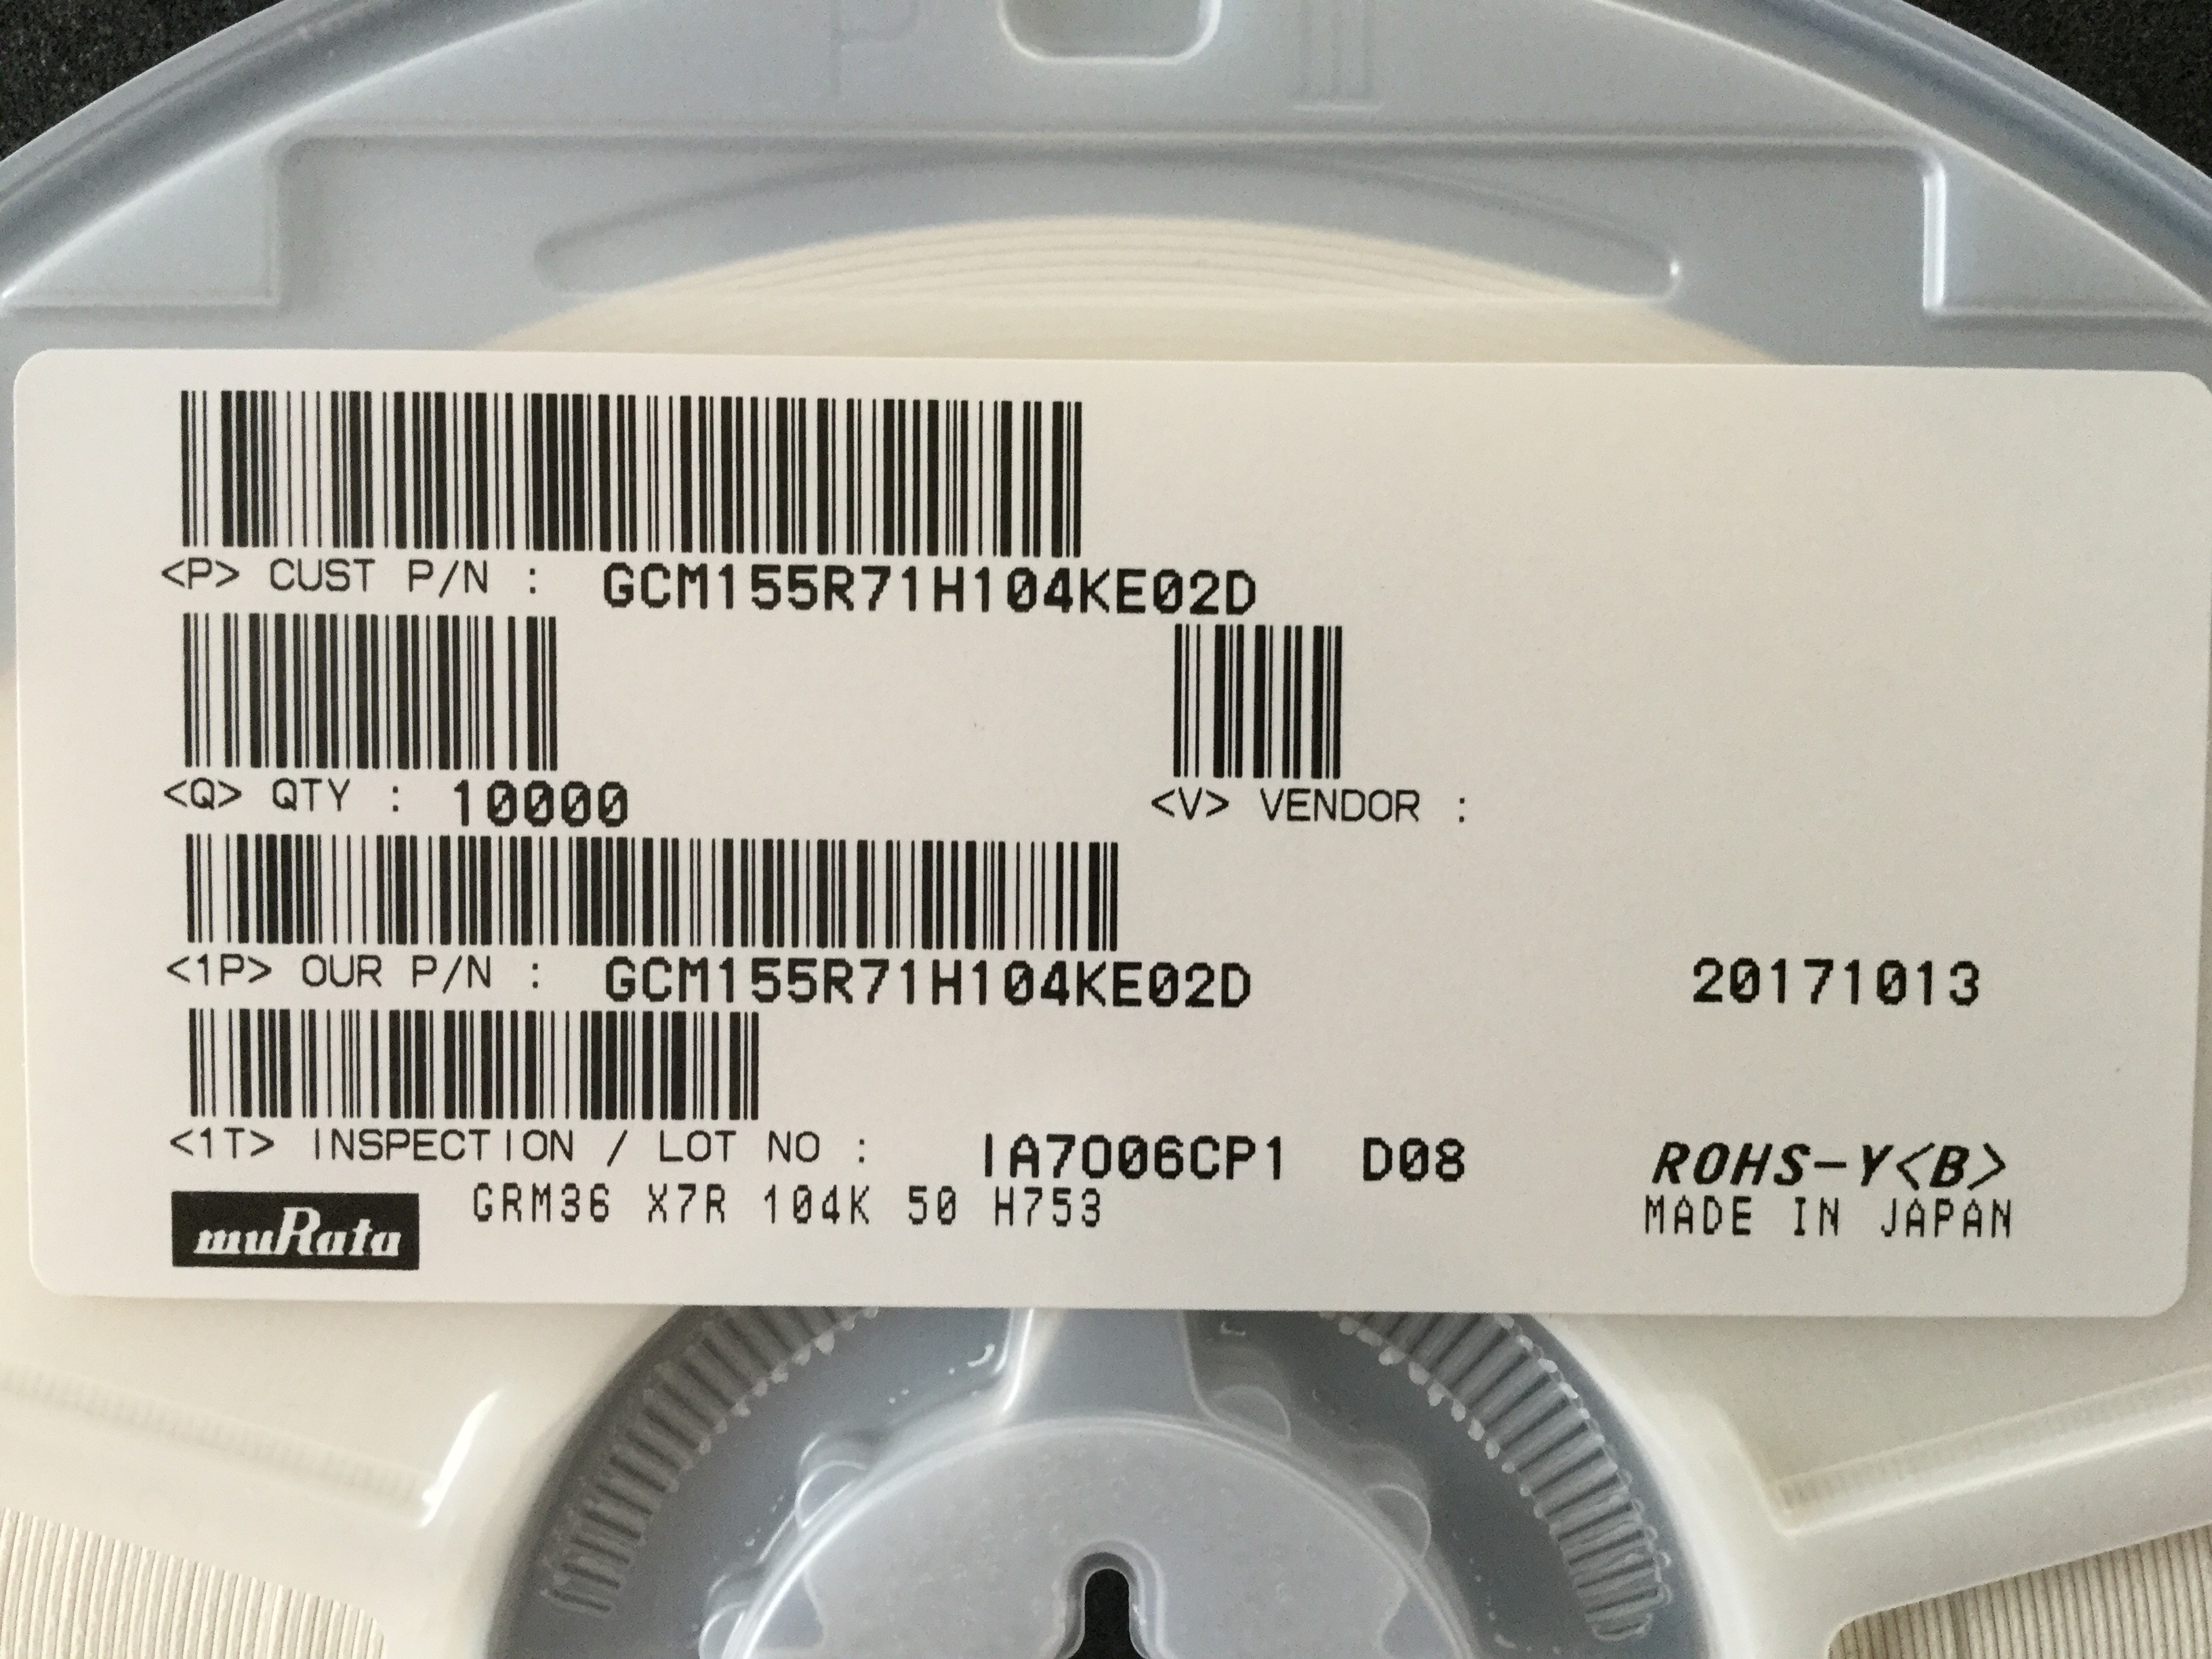 <P> CUST P/N : GCM155R71H104KE02D
<Q> QTY : 10000 <V> VENDOR :
<1P> OUR P/N : GCM155R71H104KE02D 20171013
<1T> INSPECTION / LOT NO : IA7006CP1 D08 ROHS-Y<B>
muRata GRM36 X7R 104K 50 H753 MADE IN JAPAN